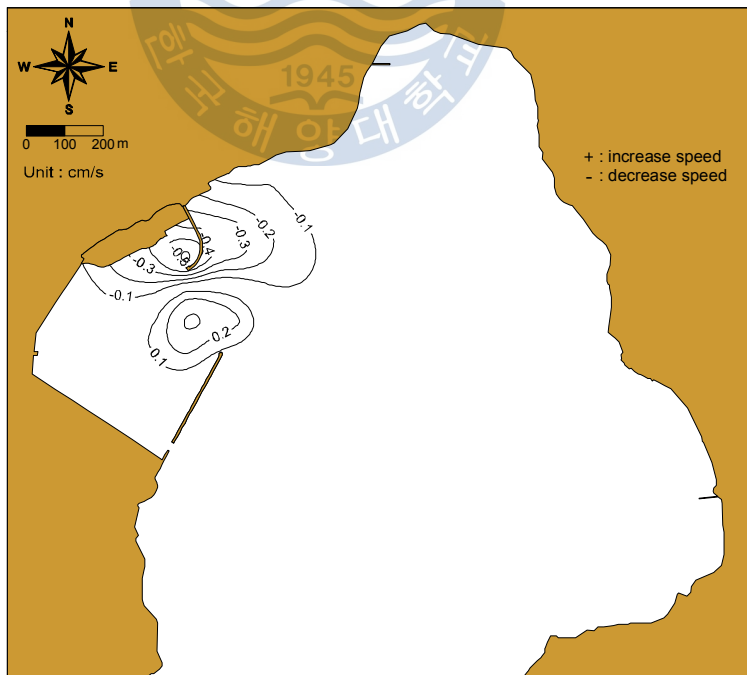 N
W E
S
0 100 200 m
Unit : cm/s
1945
한국해양대학교
+ : increase speed
- : decrease speed
-0.1
-0.2
-0.3
-0.4
-0.3
-0.1
0.2
0.1